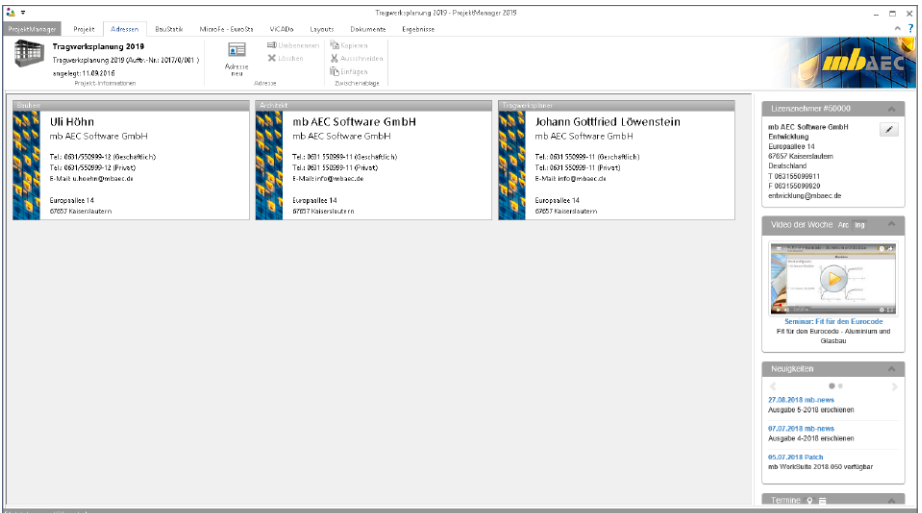 Tragwerksplanung 2019 - ProjektManager 2019
ProjektManager Projekt Adressen BauStatik MicroFe - EuroSta ViCADo Layouts Dokumente Ergebnisse
Tragwerksplanung 2019
Tragwerksplanung 2019 (Auftr.-Nr.: 2017/0/001 )
angelegt: 11.09.2016
Projekt-Informationen
Adresse
neu
Umbenennen
Löschen
Adresse
Kopieren
Ausschneiden
Einfügen
Zwischenablage
mbAEC
Bauherr
Uli Höhn
mb AEC Software GmbH
Tel.: 0631/550999-12 (Geschäftlich)
Tel.: 0631/550999-12 (Privat)
E-Mail: u.hoehn@mbaec.de
Europaallee 14
67657 Kaiserslautern
Architekt
mb AEC Software GmbH
mb AEC Software GmbH
Tel.: 0631 550999-11 (Geschäftlich)
Tel.: 0631 550999-11 (Privat)
E-Mail: info@mbaec.de
Europaallee 14
67657 Kaiserslautern
Tragwerksplaner
Johann Gottfried Löwenstein
mb AEC Software GmbH
Tel.: 0631 550999-11 (Geschäftlich)
Tel.: 0631 550999-11 (Privat)
E-Mail: info@mbaec.de
Europaallee 14
67657 Kaiserslautern
Lizenznehmer #50000
mb AEC Software GmbH
Entwicklung
Europaallee 14
67657 Kaiserslautern
Deutschland
T 063155099911
F 063155099920
entwicklung@mbaec.de
Video der Woche Arc Ing
Seminar: Fit für den Eurocode
Fit für den Eurocode - Aluminium und
Glasbau
Neuigkeiten
27.08.2018 mb-news
Ausgabe 5-2018 erschienen
07.07.2018 mb-news
Ausgabe 4-2018 erschienen
05.07.2018 Patch
mb WorkSuite 2018.050 verfügbar
Termine